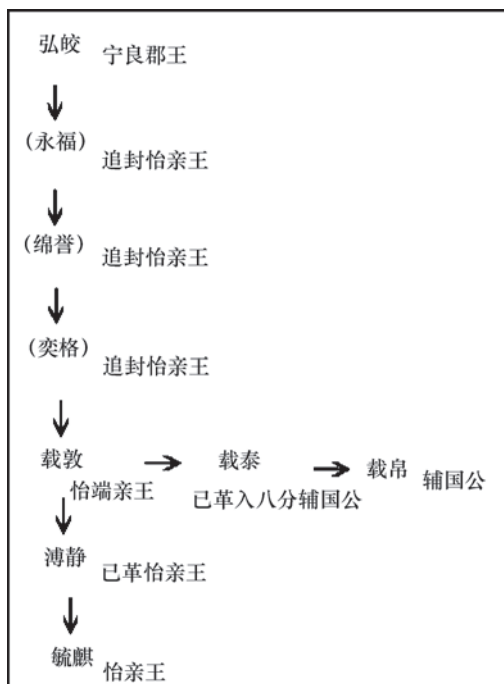 弘皎 宁良郡王
(永福) 追封怡亲王
(绵誉) 追封怡亲王
(奕格) 追封怡亲王
载敦 怡端亲王 载泰 已革入八分辅国公 载帛 辅国公
溥静 已革怡亲王
毓麒 怡亲王